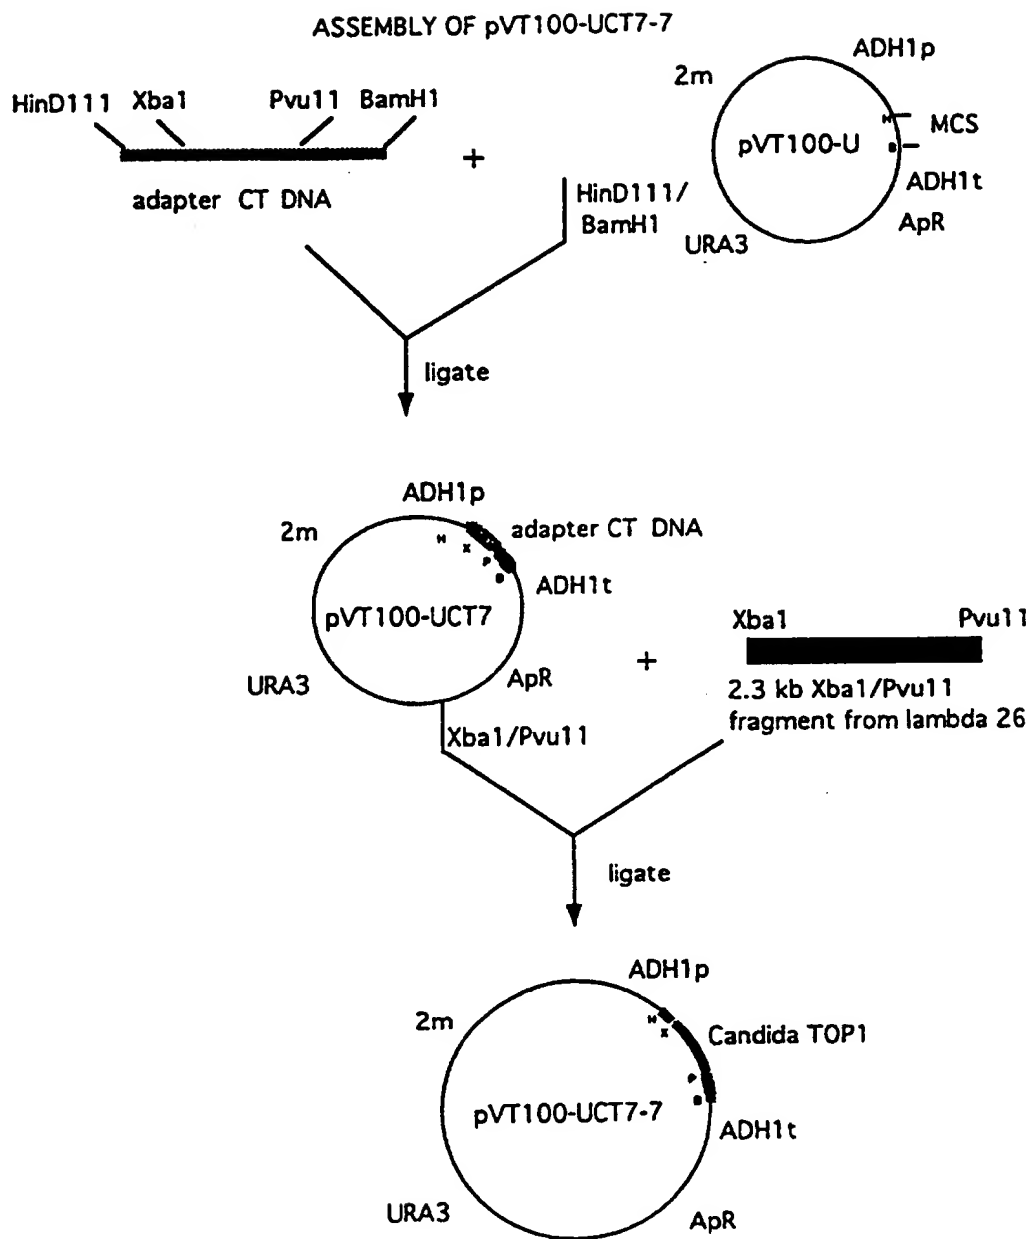 ASSEMBLY OF pVT100-UCT7-7
HinD111 Xba1 Pvu11 BamH1
adapter CT DNA
+
2m
ADH1p
pVT100-U
H
B
MCS
ADH1t
ApR
URA3
HinD111/
BamH1
ligate
ADH1p
2m
adapter CT DNA
H
X
P
B
ADH1t
pVT100-UCT7
URA3
ApR
Xba1/Pvu11
+
Xba1 Pvu11
2.3 kb Xba1/Pvu11
fragment from lambda 26
ligate
ADH1p
2m
H
X
Candida TOP1
P
B
pVT100-UCT7-7
ADH1t
URA3
ApR